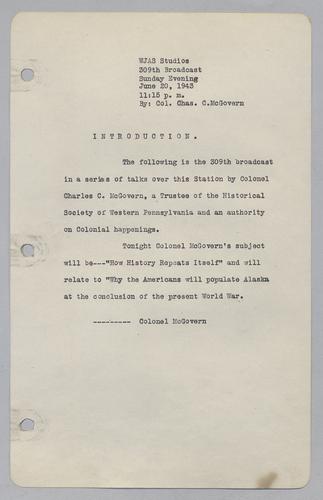 WJAS Studios
309th Broadcast
Sunday Evening
June 20, 1943
11:15 p. m.
By: Col. Chas. C.McGovern
I N T R O D U C T I O N .
The following is the 309th broadcast
in a series of talks over this Station by Colonel
Charles C. McGovern, a Trustee of the Historical
Society of Western Pennsylvania and an authority
on Colonial happenings.
Tonight Colonel McGovern's subject
will be---"How History Repeats Itself" and will
relate to "Why the Americans will populate Alaska
at the conclusion of the present World War.
--------- Colonel McGovern